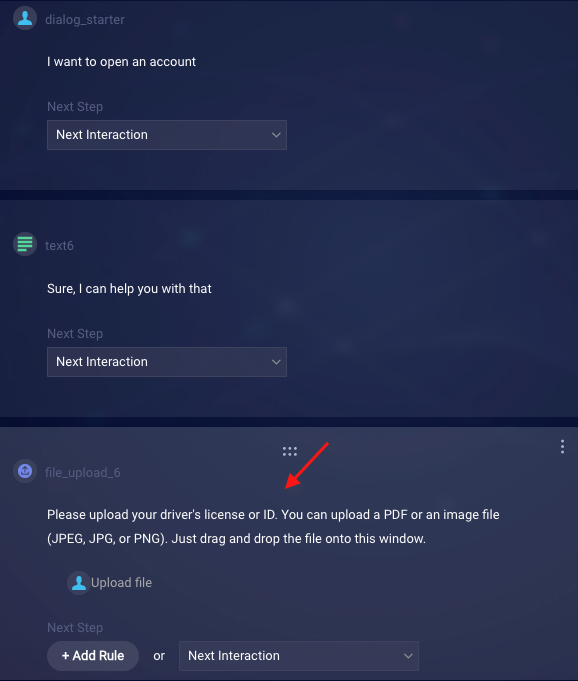 dialog_starter
I want to open an account
Next Step
Next Interaction
text6
Sure, I can help you with that
Next Step
Next Interaction
file_upload_6
Please upload your driver's license or ID. You can upload a PDF or an image file
(JPEG, JPG, or PNG). Just drag and drop the file onto this window.
Upload file
Next Step
+ Add Rule or Next Interaction